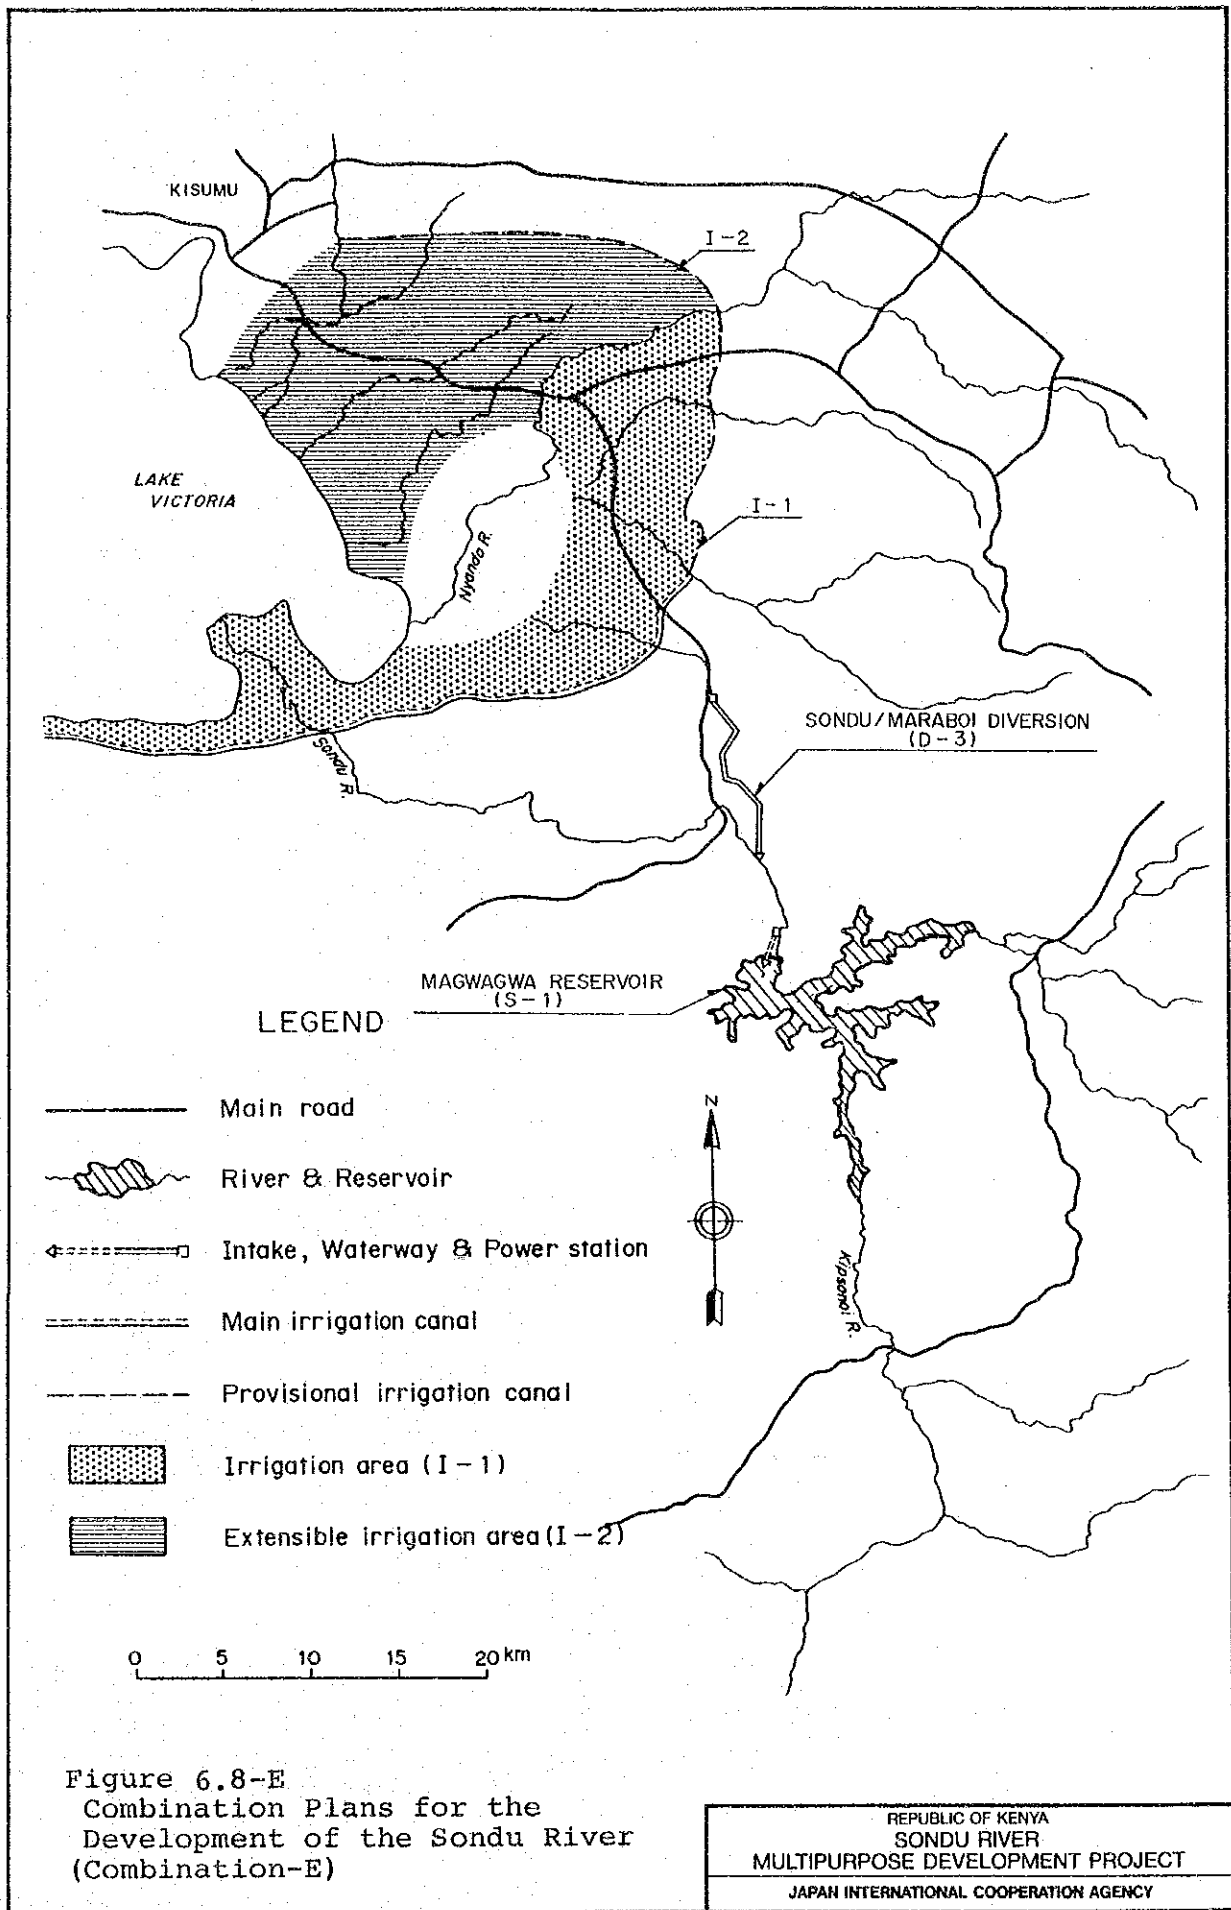 KISUMU
I-2
LAKE
VICTORIA
I-1
Nyando R.
SONDU/MARABOI DIVERSION
(D-3)
Sondu R.
MAGWAGWA RESERVOIR
(S-1)
LEGEND
Main road
N
River & Reservoir
Intake, Waterway & Power station
Kipsonoi R.
Main irrigation canal
Provisional irrigation canal
Irrigation area (I-1)
Extensible irrigation area (I-2)
0 5 10 15 20 km
Figure 6.8-E
Combination Plans for the
Development of the Sondu River
(Combination-E)
REPUBLIC OF KENYA
SONDU RIVER
MULTIPURPOSE DEVELOPMENT PROJECT
JAPAN INTERNATIONAL COOPERATION AGENCY